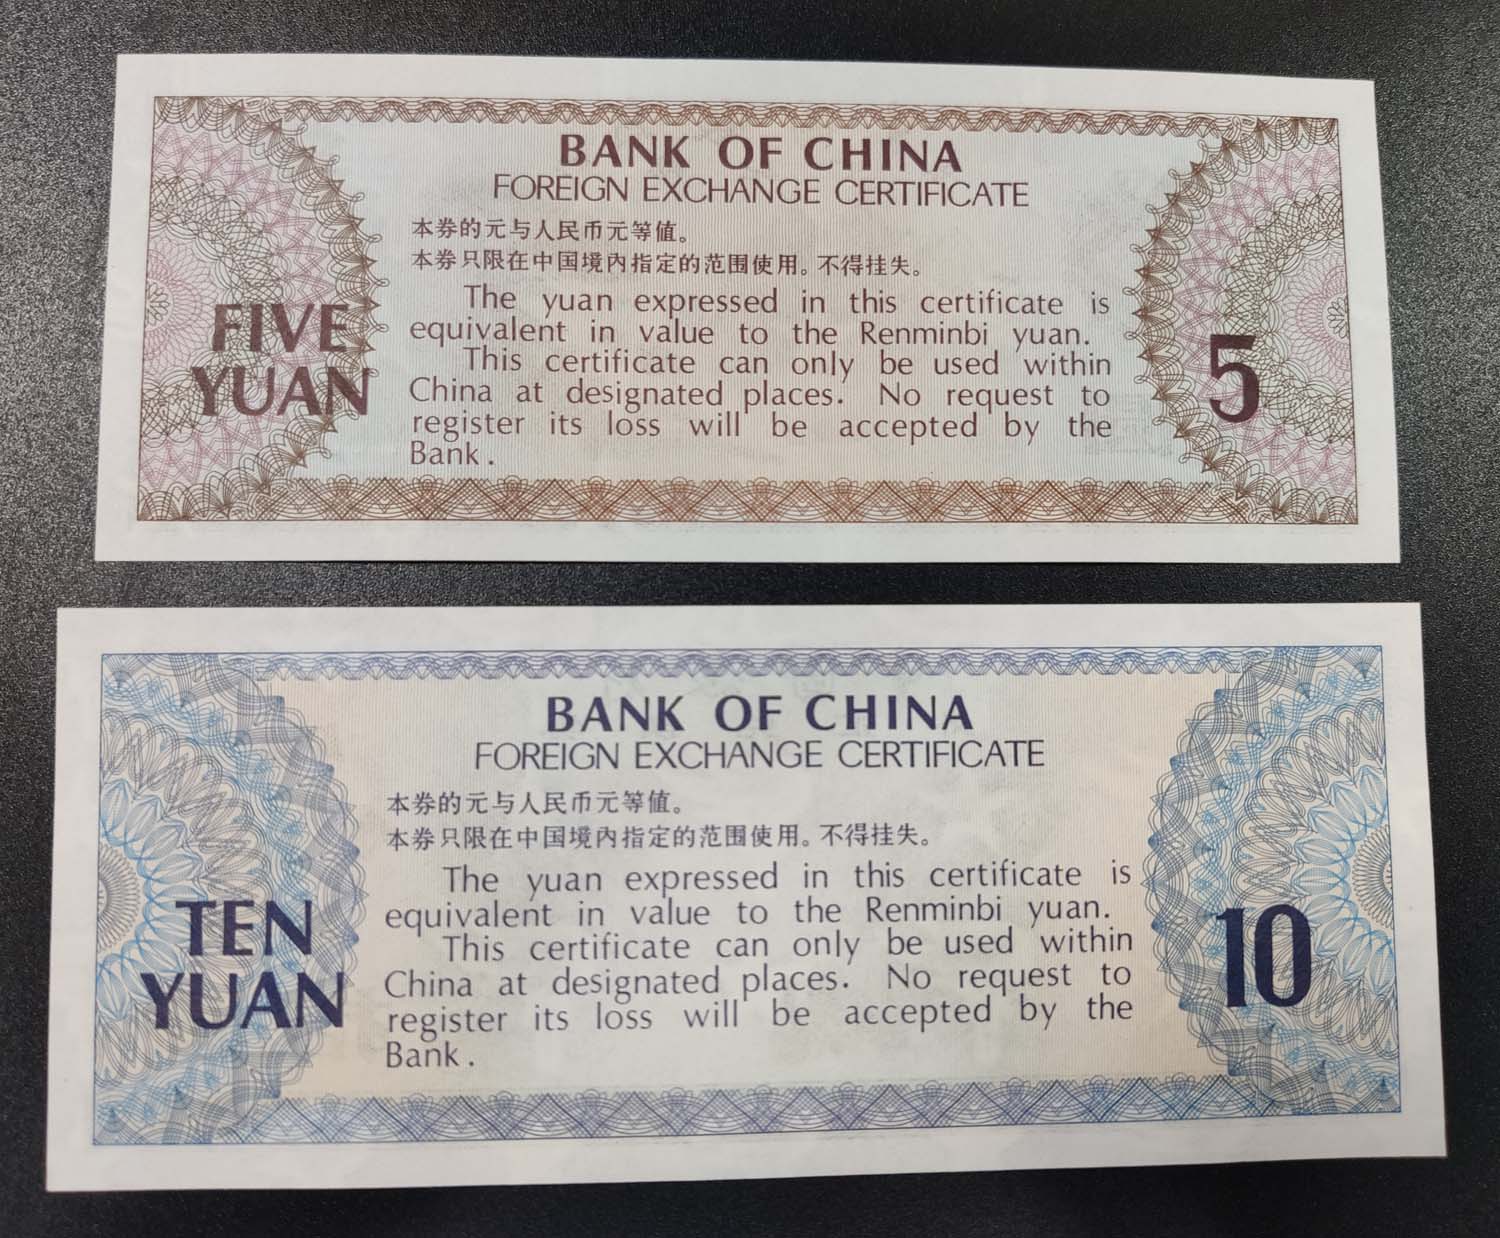 BANK OF CHINA
FOREIGN EXCHANGE CERTIFICATE
本券的元与人民币元等值。
本券只限在中国境内指定的范围使用。不得挂失。
The yuan expressed in this certificate is
equivalent in value to the Renminbi yuan.
This certificate can only be used within
China at designated places. No request to
register its loss will be accepted by the
Bank.
FIVE
YUAN
5
BANK OF CHINA
FOREIGN EXCHANGE CERTIFICATE
本券的元与人民币元等值。
本券只限在中国境内指定的范围使用。不得挂失。
The yuan expressed in this certificate is
equivalent in value to the Renminbi yuan.
This certificate can only be used within
China at designated places. No request to
register its loss will be accepted by the
Bank.
TEN
YUAN
10